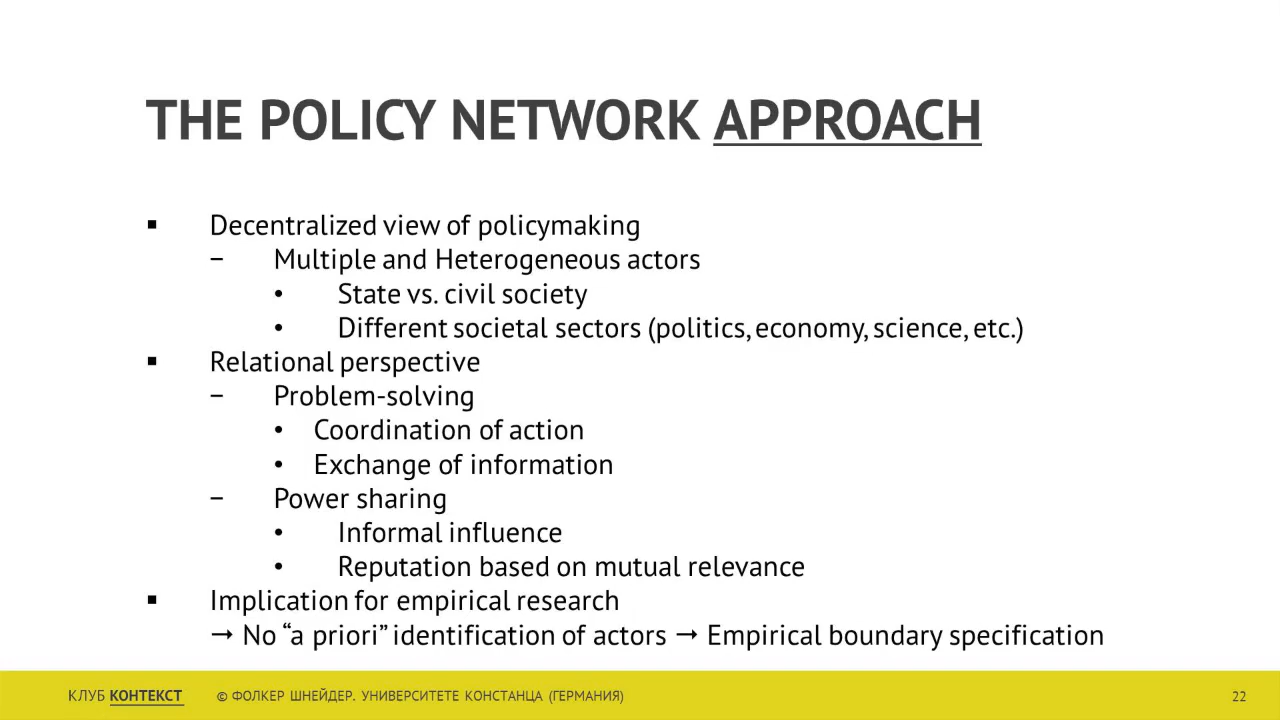 THE POLICY NETWORK APPROACH
▪ Decentralized view of policymaking
− Multiple and Heterogeneous actors
• State vs. civil society
• Different societal sectors (politics, economy, science, etc.)
▪ Relational perspective
− Problem-solving
• Coordination of action
• Exchange of information
− Power sharing
• Informal influence
• Reputation based on mutual relevance
▪ Implication for empirical research
→ No “a priori” identification of actors → Empirical boundary specification
КЛУБ КОНТЕКСТ © ФОЛКЕР ШНЕЙДЕР. УНИВЕРСИТЕТЕ КОНСТАНЦА (ГЕРМАНИЯ) 22